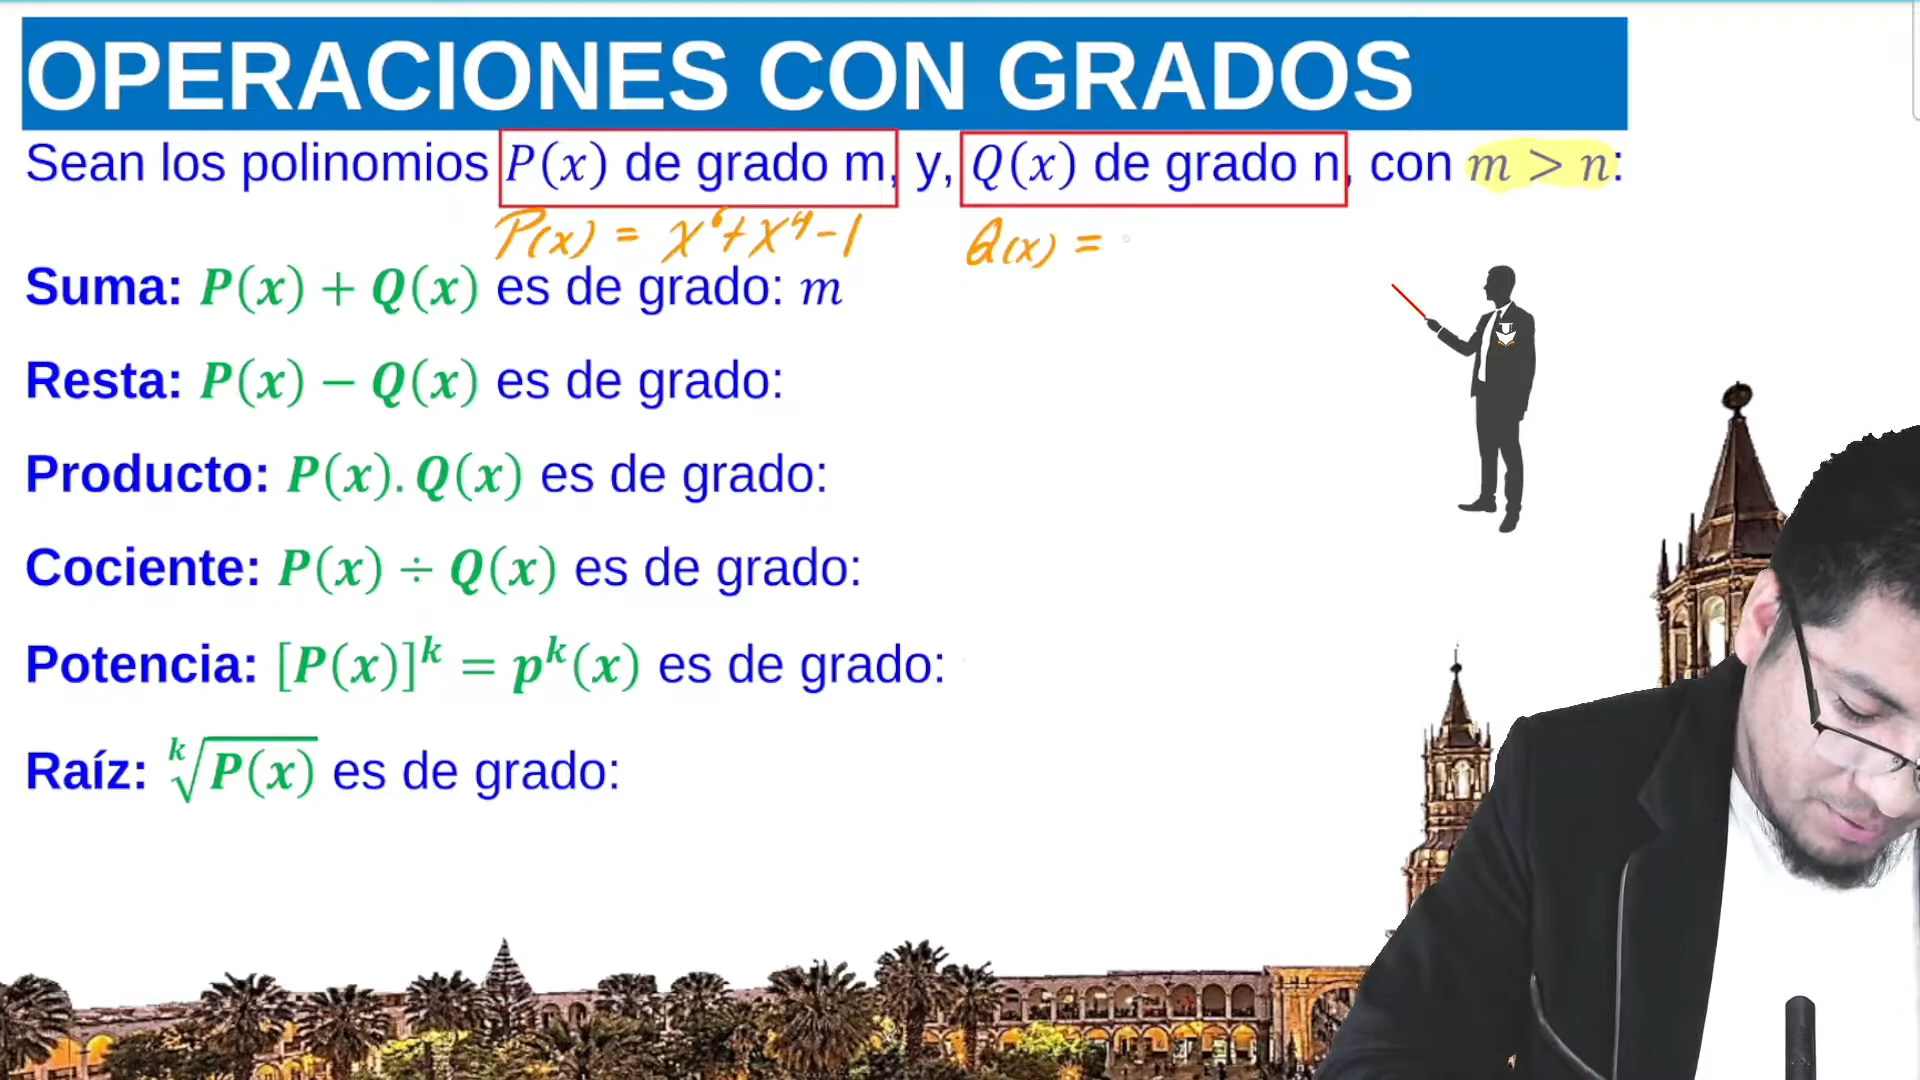 OPERACIONES CON GRADOS
Sean los polinomios P(x) de grado m, y, Q(x) de grado n, con m > n:
P(x) = x⁶+x⁴-1 Q(x) =
Suma: P(x) + Q(x) es de grado: m
Resta: P(x) − Q(x) es de grado:
Producto: P(x). Q(x) es de grado:
Cociente: P(x) ÷ Q(x) es de grado:
Potencia: [P(x)]ᵏ = pᵏ(x) es de grado:
Raíz: ᵏ√P(x) es de grado: